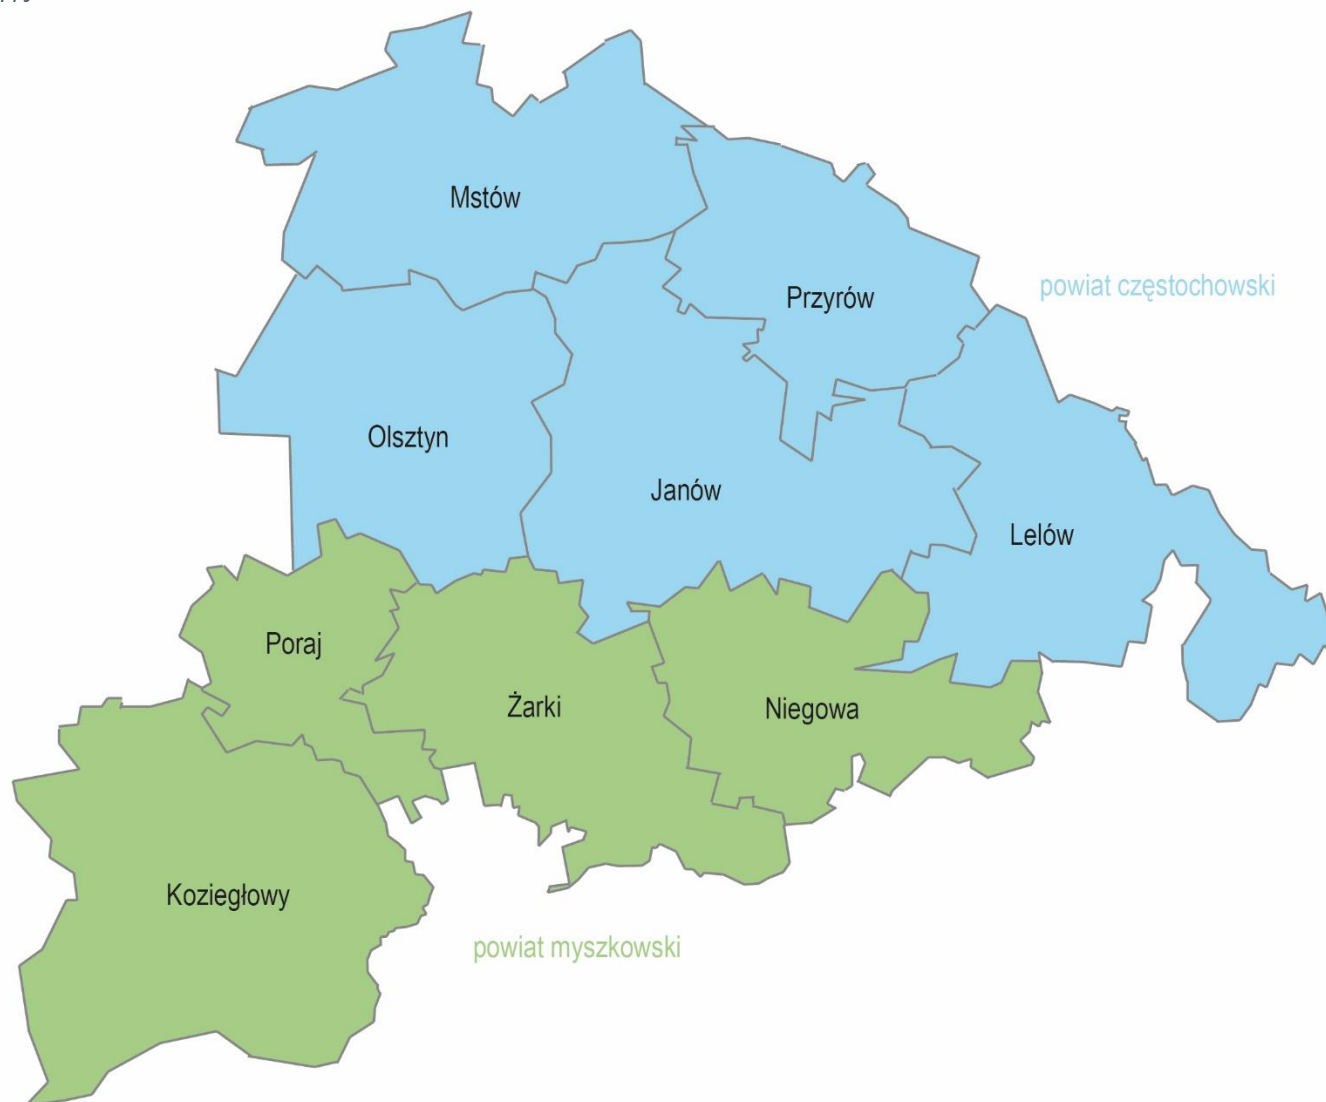 Mstów
powiat częstochowski
Przyrów
Olsztyn
Janów
Lelów
Poraj
Żarki
Niegowa
Koziegłowy
powiat myszkowski